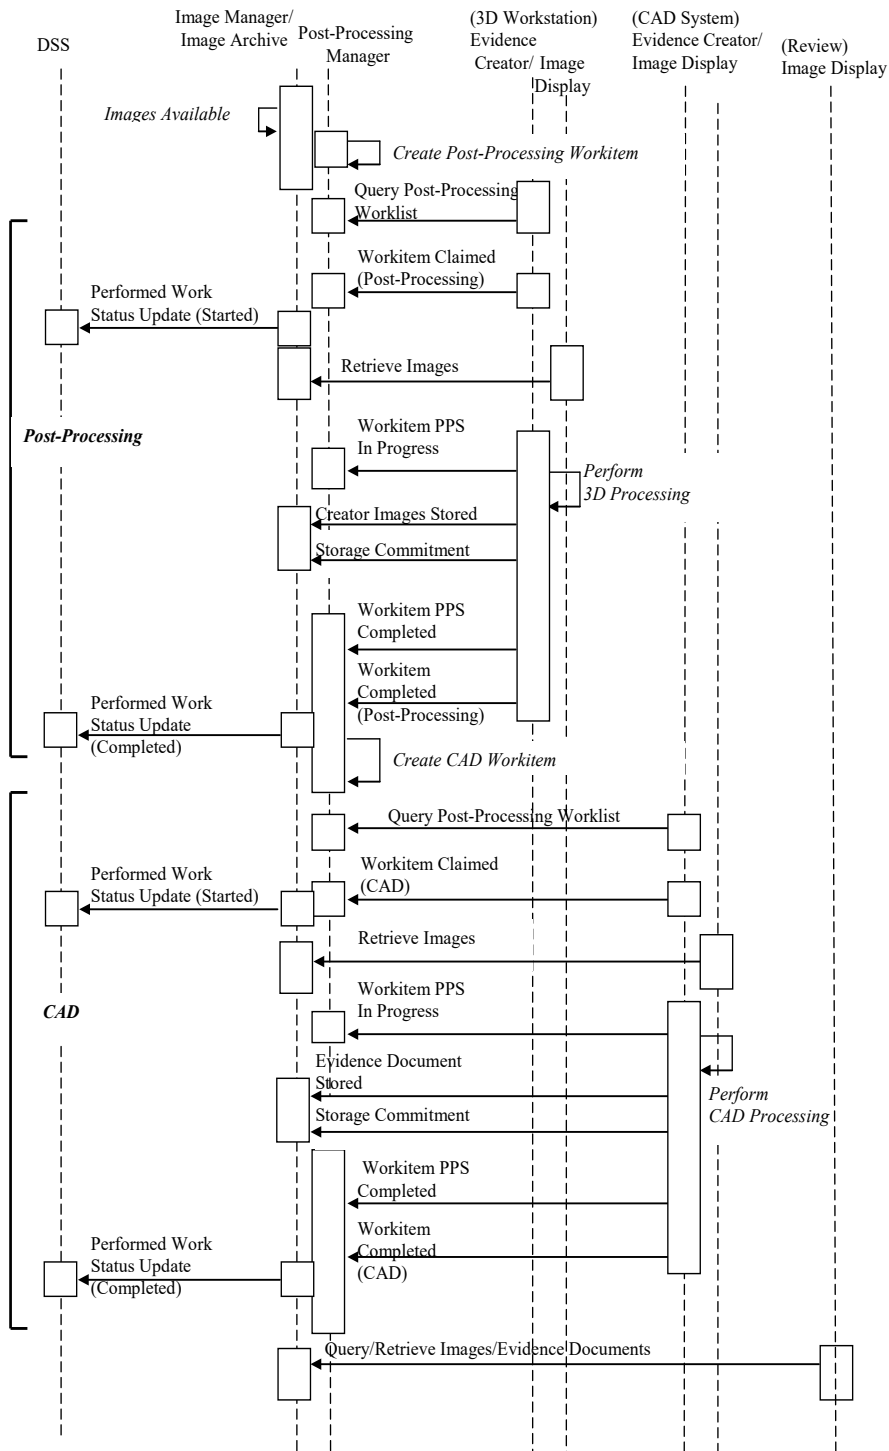 DSS
Image Manager/
Image Archive
Post-Processing
Manager
(3D Workstation)
Evidence
Creator/ Image
Display
(CAD System)
Evidence Creator/
Image Display
(Review)
Image Display
Images Available
Create Post-Processing Workitem
Query Post-Processing
Worklist
Workitem Claimed
(Post-Processing)
Performed Work
Status Update (Started)
Retrieve Images
Post-Processing
Workitem PPS
In Progress
Perform
3D Processing
Creator Images Stored
Storage Commitment
Workitem PPS
Completed
Workitem
Completed
(Post-Processing)
Performed Work
Status Update
(Completed)
Create CAD Workitem
Query Post-Processing Worklist
Workitem Claimed
(CAD)
Performed Work
Status Update (Started)
Retrieve Images
CAD
Workitem PPS
In Progress
Evidence Document
Stored
Perform
CAD Processing
Storage Commitment
Workitem PPS
Completed
Workitem
Completed
(CAD)
Performed Work
Status Update
(Completed)
Query/Retrieve Images/Evidence Documents